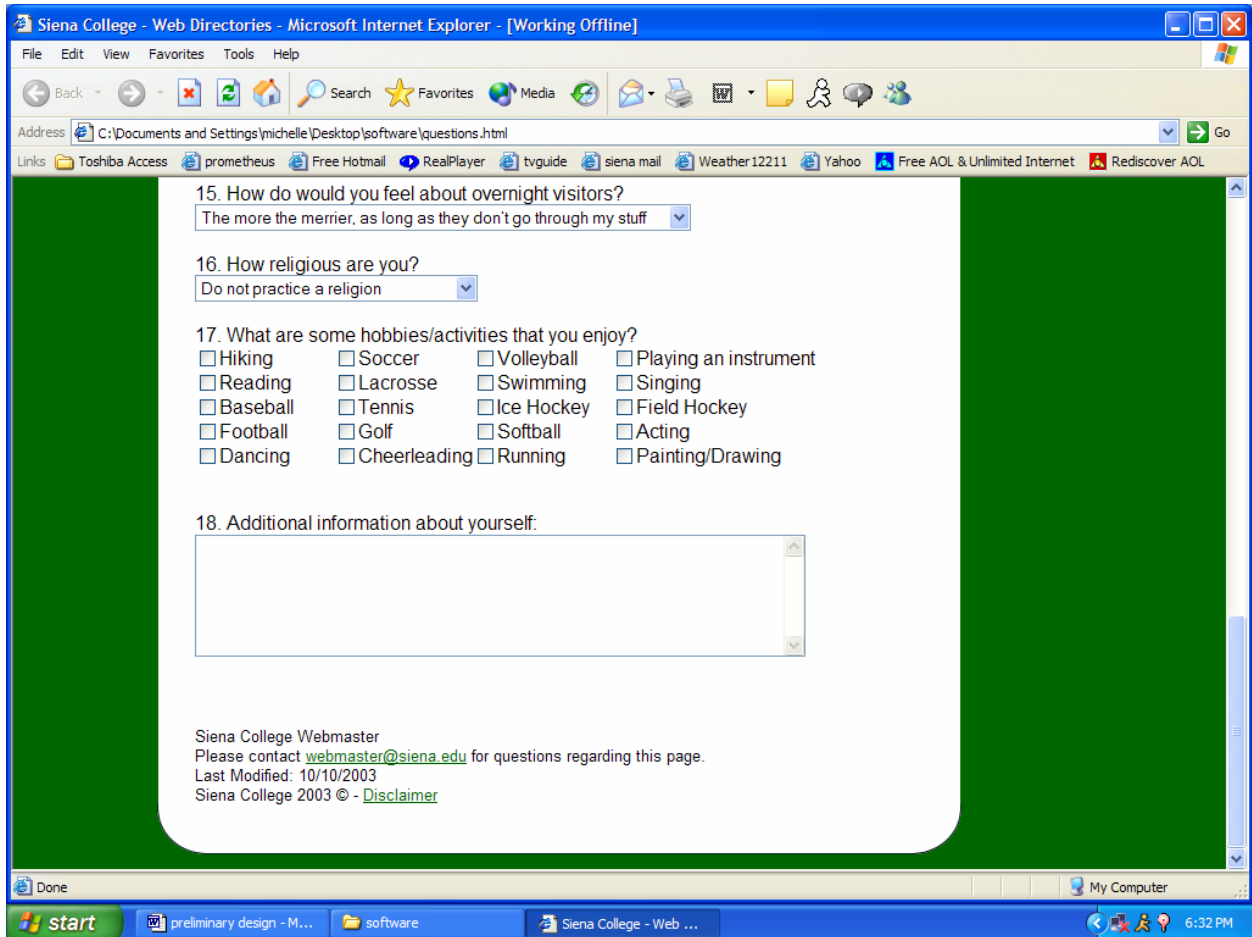 Siena College - Web Directories - Microsoft Internet Explorer - [Working Offline]
File Edit View Favorites Tools Help
Back Search Favorites Media
Address C:\Documents and Settings\michelle\Desktop\software\questions.html Go
Links Toshiba Access prometheus Free Hotmail RealPlayer tvguide siena mail Weather12211 Yahoo Free AOL & Unlimited Internet Rediscover AOL
15. How do would you feel about overnight visitors?
The more the merrier, as long as they don't go through my stuff
16. How religious are you?
Do not practice a religion
17. What are some hobbies/activities that you enjoy?
Hiking Soccer Volleyball Playing an instrument
Reading Lacrosse Swimming Singing
Baseball Tennis Ice Hockey Field Hockey
Football Golf Softball Acting
Dancing Cheerleading Running Painting/Drawing
18. Additional information about yourself:
Siena College Webmaster
Please contact webmaster@siena.edu for questions regarding this page.
Last Modified: 10/10/2003
Siena College 2003 © - Disclaimer
Done My Computer
start preliminary design - M... software Siena College - Web ... 6:32 PM